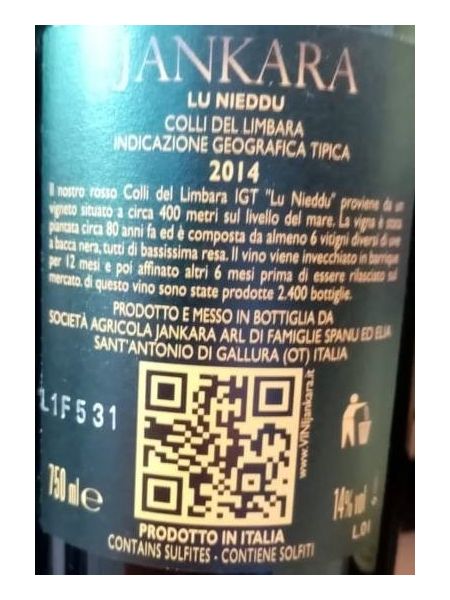 JANKARA
LU NIEDDU
COLLI DEL LIMBARA
INDICAZIONE GEOGRAFICA TIPICA
2014
Il nostro rosso Colli del Limbara IGT "Lu Nieddu" proviene da un
vigneto situato a circa 400 metri sul livello del mare. La vigna è stata
piantata circa 80 anni fa ed è composta da almeno 6 vitigni diversi di uve
a bacca nera, tutti di bassissima resa. Il vino viene invecchiato in barrique
per 12 mesi e poi affinato altri 6 mesi prima di essere rilasciato sul
mercato. di questo vino sono state prodotte 2.400 bottiglie.
PRODOTTO E MESSO IN BOTTIGLIA DA
SOCIETÀ AGRICOLA JANKARA ARL DI FAMIGLIE SPANU ED ELIA
SANT'ANTONIO DI GALLURA (OT) ITALIA
L1F531
www.VINIjankara.it
750 ml e
14%
L.01
PRODOTTO IN ITALIA
CONTAINS SULFITES - CONTIENE SOLFITI